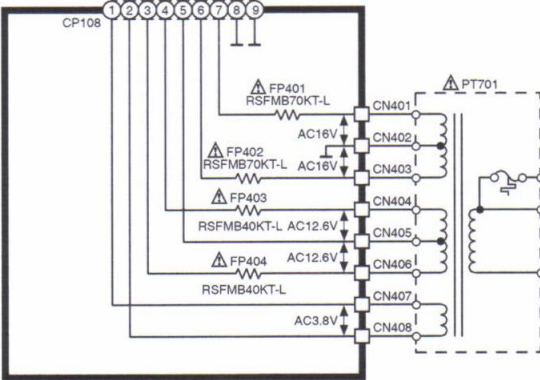 1 2 3 4 5 6 7 8 9
CP108
FP401
RSFMB70KT-L
PT701
CN401
AC16V
CN402
FP402
RSFMB70KT-L
AC16V
CN403
FP403
CN404
RSFMB40KT-L
AC12.6V
CN405
FP404
AC12.6V
CN406
RSFMB40KT-L
CN407
AC3.8V
CN408